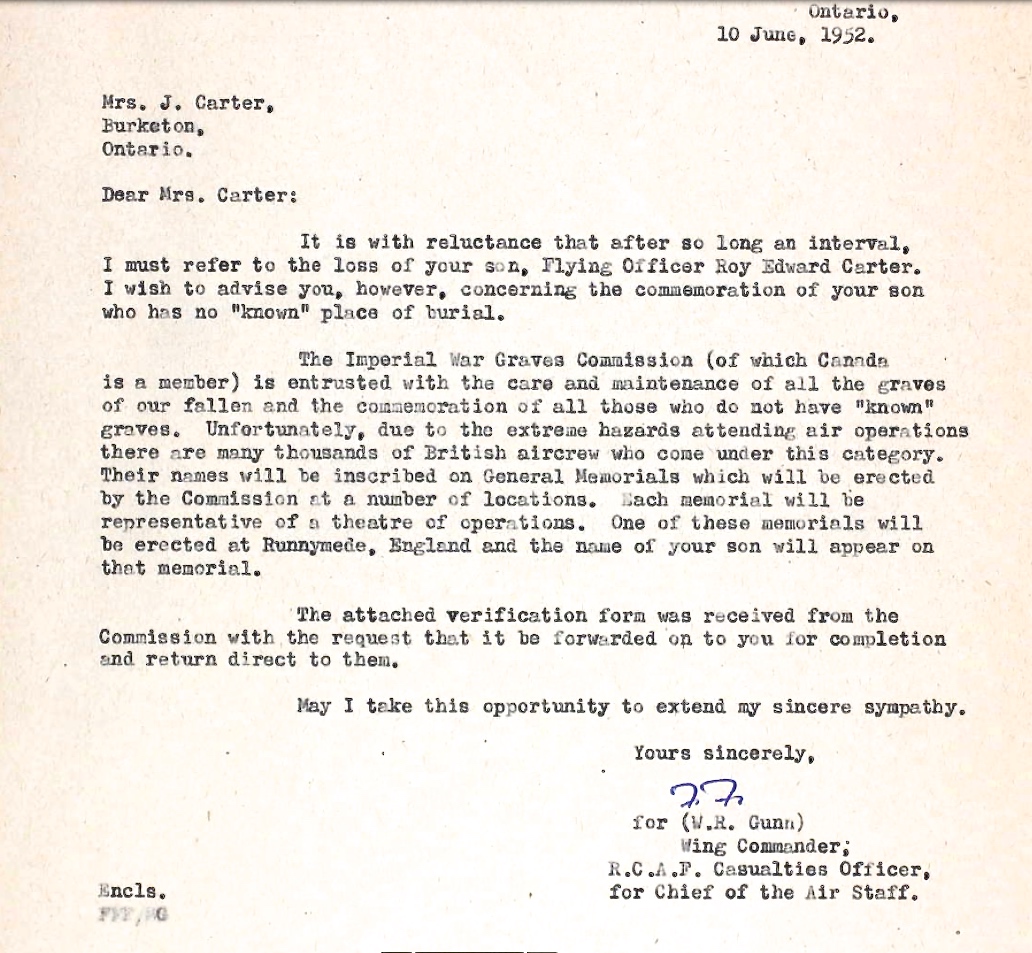 Ontario,
10 June, 1952.
Mrs. J. Carter,
Burketon,
Ontario.
Dear Mrs. Carter:
It is with reluctance that after so long an interval,
I must refer to the loss of your son, Flying Officer Roy Edward Carter.
I wish to advise you, however, concerning the commemoration of your son
who has no "known" place of burial.
The Imperial War Graves Commission (of which Canada
is a member) is entrusted with the care and maintenance of all the graves
of our fallen and the commemoration of all those who do not have "known"
graves. Unfortunately, due to the extreme hazards attending air operations
there are many thousands of British aircrew who come under this category.
Their names will be inscribed on General Memorials which will be erected
by the Commission at a number of locations. Each memorial will be
representative of a theatre of operations. One of these memorials will
be erected at Runnymede, England and the name of your son will appear on
that memorial.
The attached verification form was received from the
Commission with the request that it be forwarded on to you for completion
and return direct to them.
May I take this opportunity to extend my sincere sympathy.
Yours sincerely,
for (W.R. Gunn)
Wing Commander;
R.C.A.F. Casualties Officer,
for Chief of the Air Staff.
Encls.